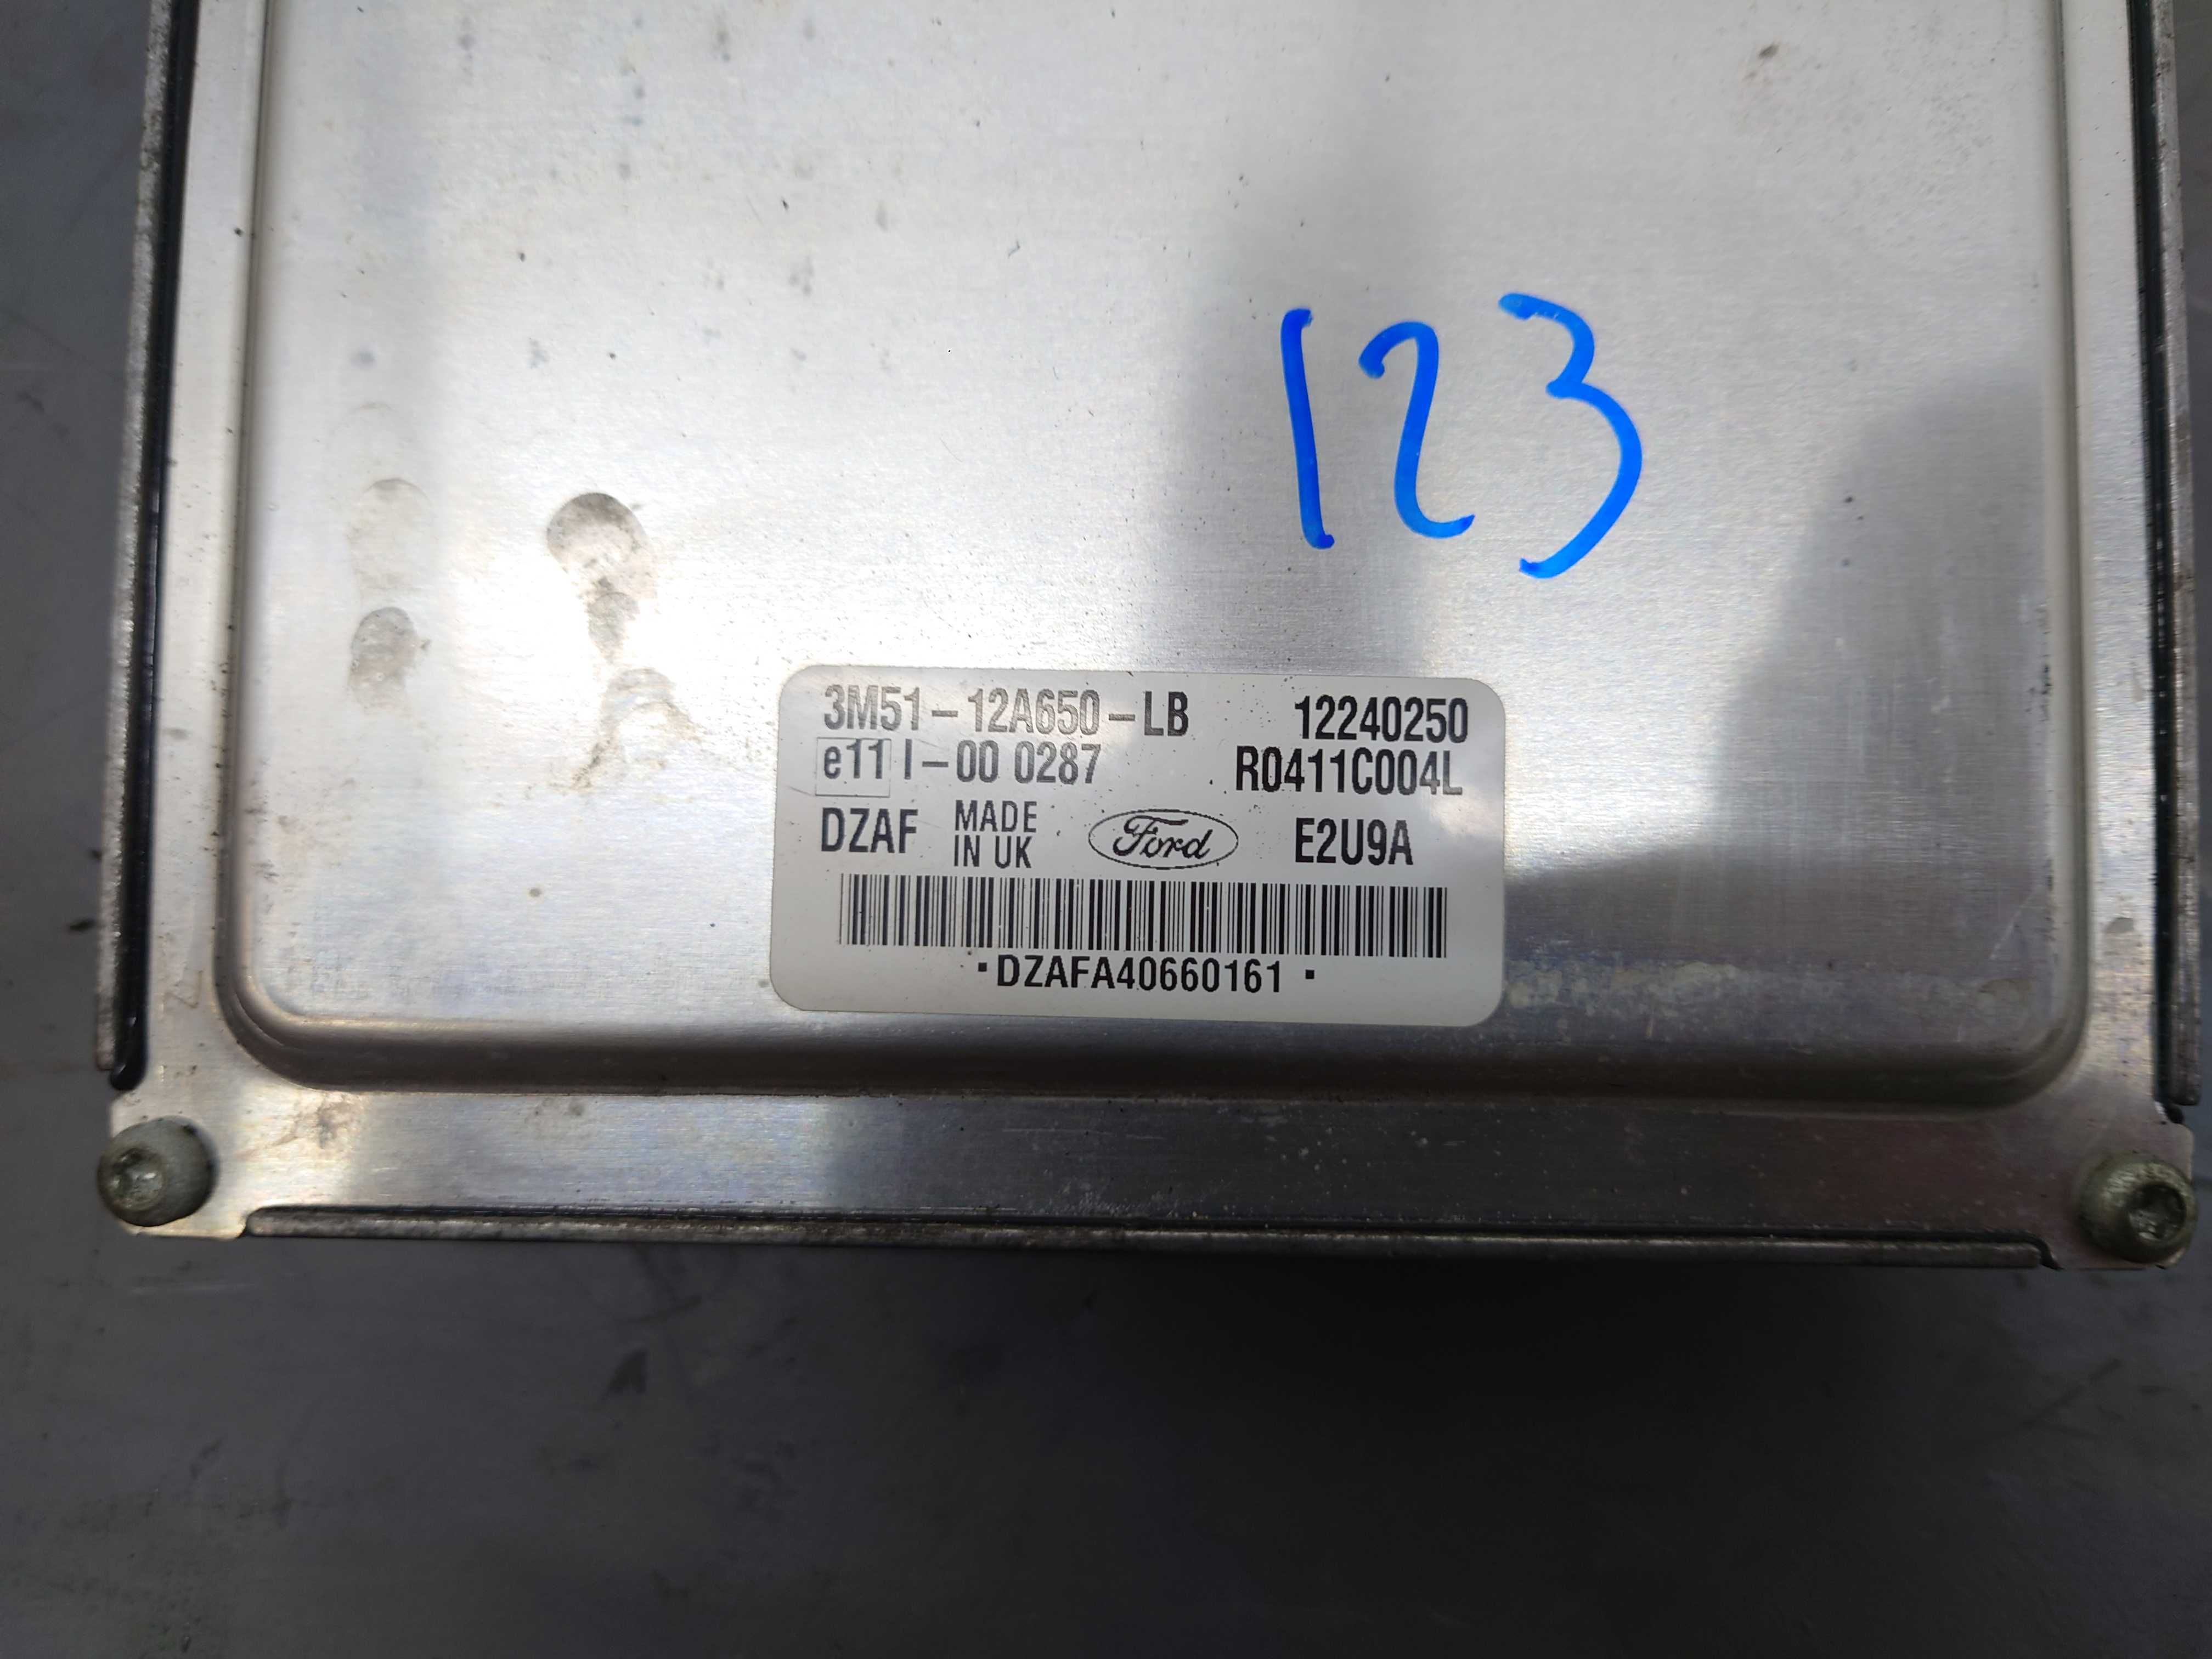 123
3M51-12A650-LB 12240250
e11 I-00 0287 R0411C004L
DZAF MADE IN UK Ford E2U9A
·DZAFA40660161·